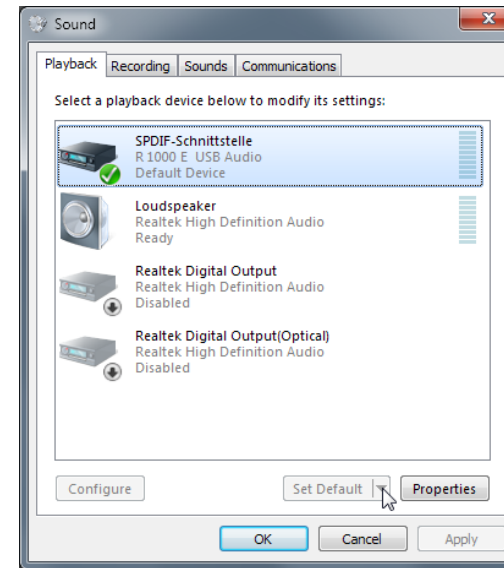 Sound
Playback Recording Sounds Communications
Select a playback device below to modify its settings:
SPDIF-Schnittstelle
R 1000 E USB Audio
Default Device
Loudspeaker
Realtek High Definition Audio
Ready
Realtek Digital Output
Realtek High Definition Audio
Disabled
Realtek Digital Output(Optical)
Realtek High Definition Audio
Disabled
Configure Set Default Properties
OK Cancel Apply